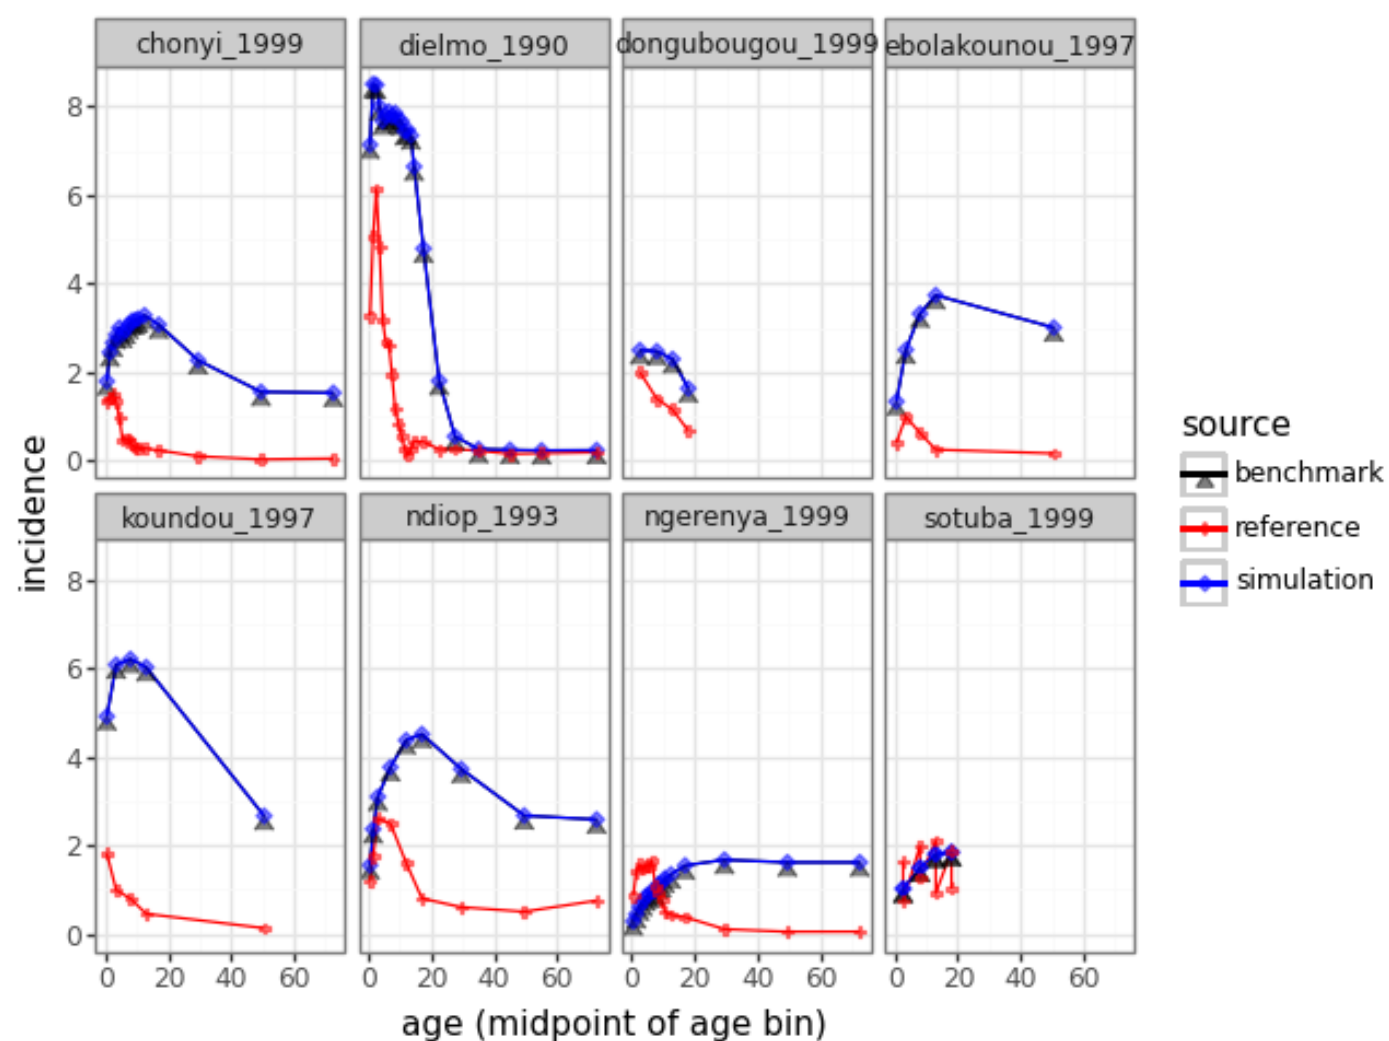 chonyi_1999
dielmo_1990
dongubougou_1999
ebolakounou_1997
8
6
4
2
0
koundou_1997
ndiop_1993
ngerenya_1999
sotuba_1999
8
6
4
2
0
0 20 40 60
0 20 40 60
0 20 40 60
0 20 40 60
incidence
age (midpoint of age bin)
source
benchmark
reference
simulation